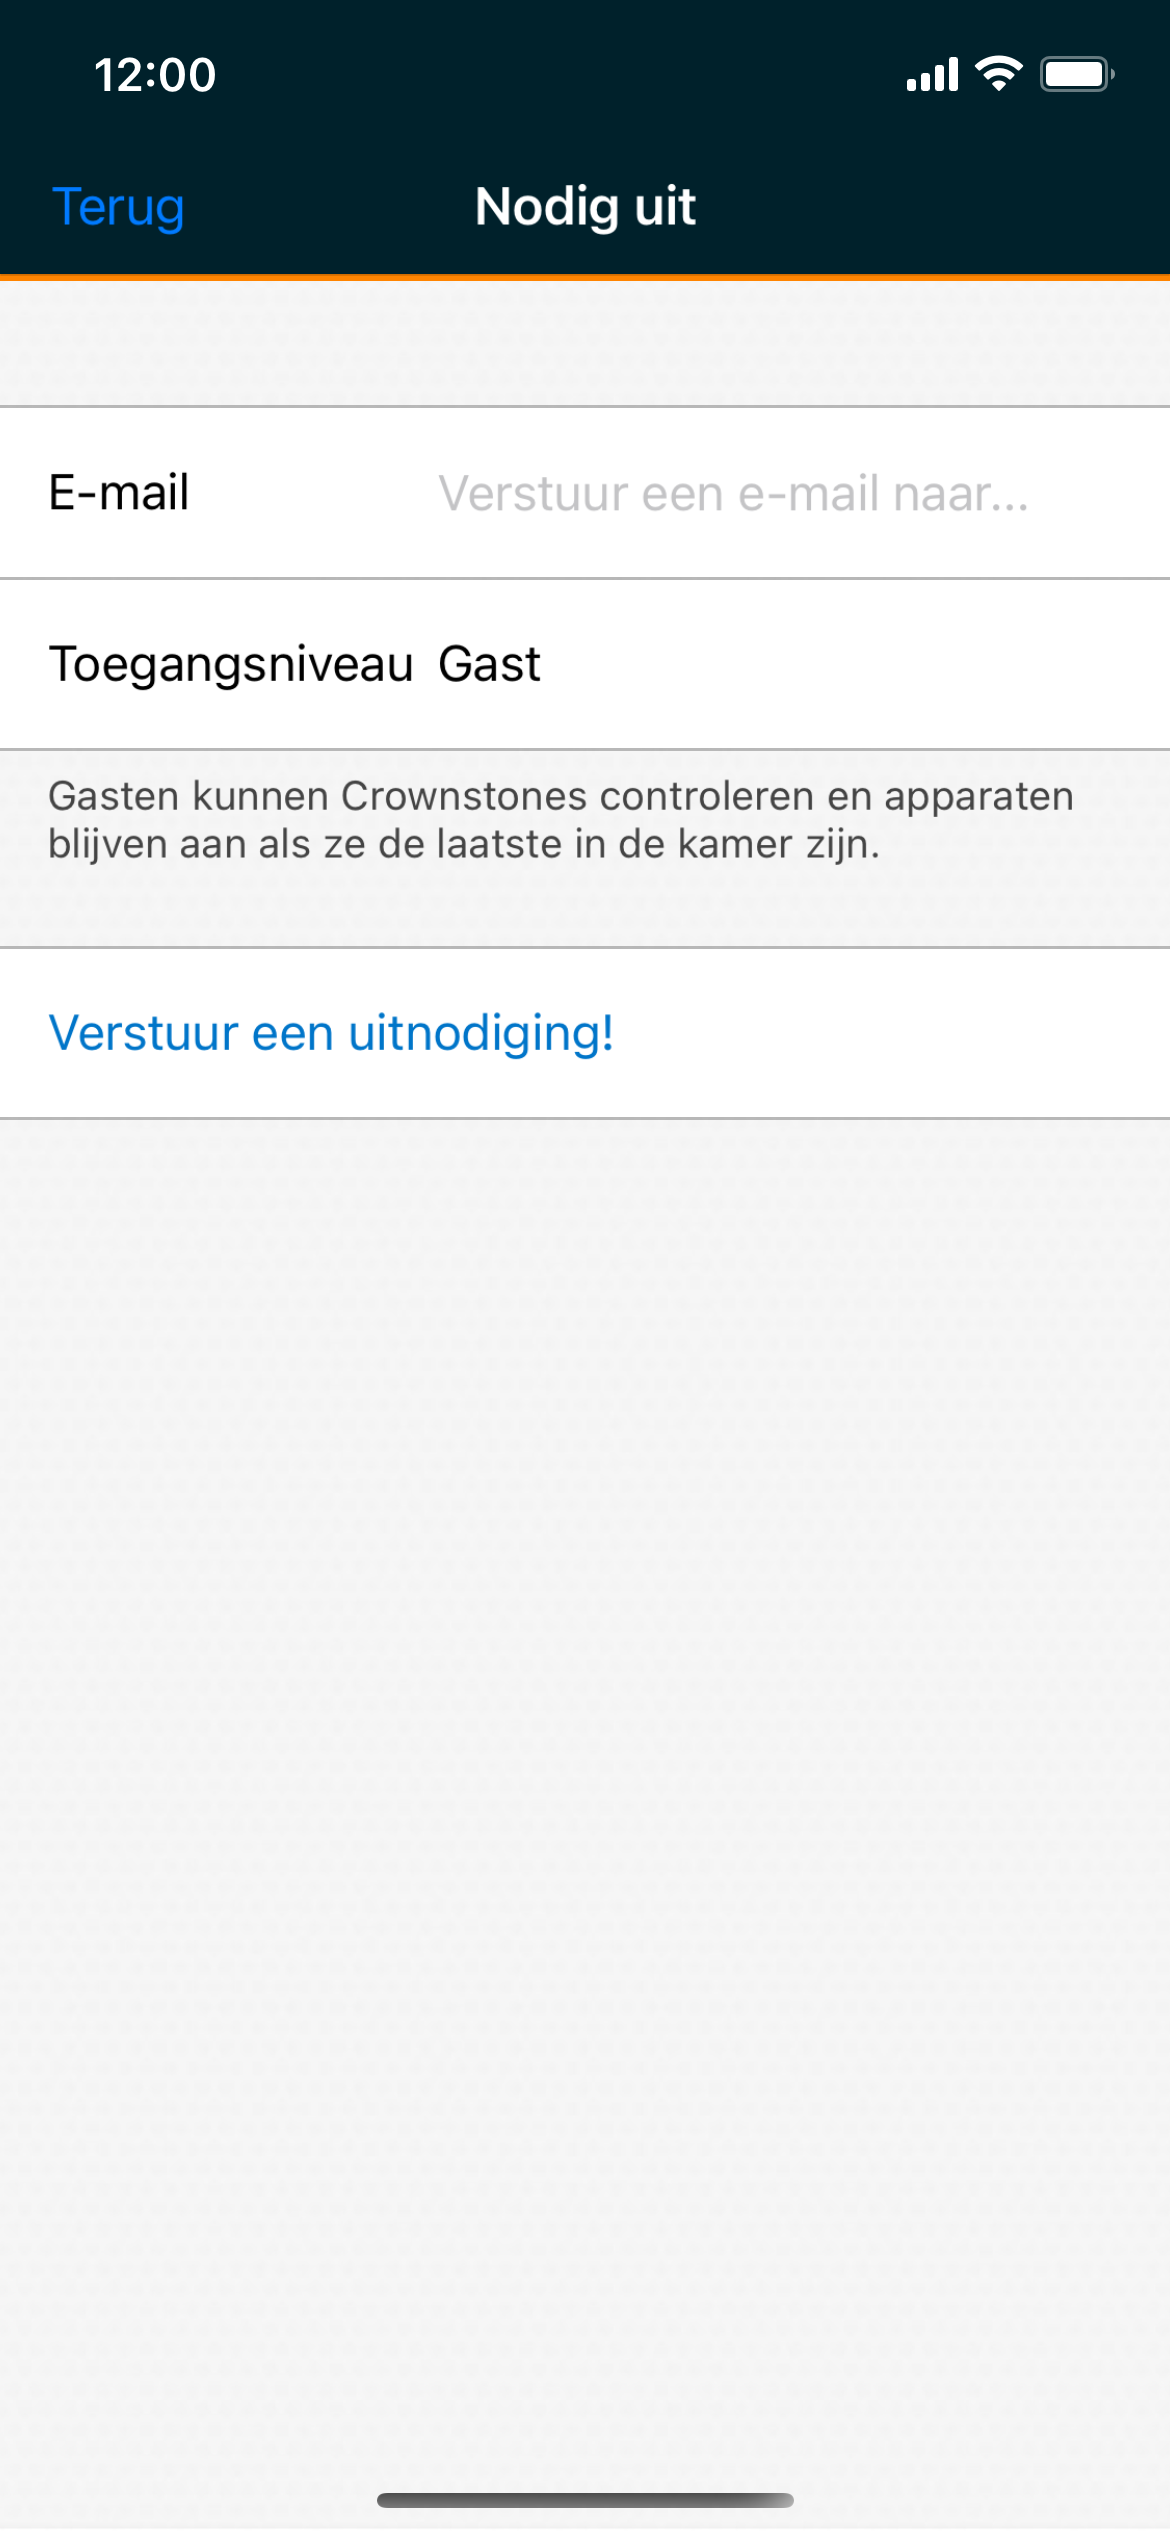 12:00
Terug
Nodig uit
E-mail
Verstuur een e-mail naar...
Toegangsniveau Gast
Gasten kunnen Crownstones controleren en apparaten
blijven aan als ze de laatste in de kamer zijn.
Verstuur een uitnodiging!